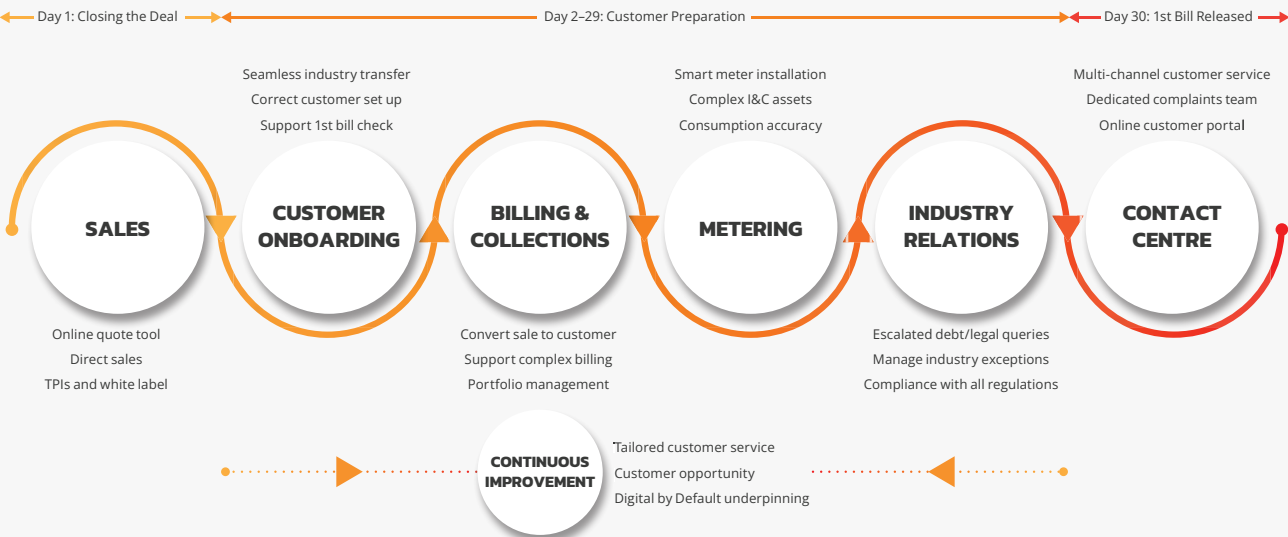 Day 1: Closing the Deal
Day 2–29: Customer Preparation
Day 30: 1st Bill Released
Seamless industry transfer
Correct customer set up
Support 1st bill check
Smart meter installation
Complex I&C assets
Consumption accuracy
Multi-channel customer service
Dedicated complaints team
Online customer portal
SALES
CUSTOMER
ONBOARDING
BILLING &
COLLECTIONS
METERING
INDUSTRY
RELATIONS
CONTACT
CENTRE
Online quote tool
Direct sales
TPIs and white label
Convert sale to customer
Support complex billing
Portfolio management
Escalated debt/legal queries
Manage industry exceptions
Compliance with all regulations
CONTINUOUS
IMPROVEMENT
Tailored customer service
Customer opportunity
Digital by Default underpinning